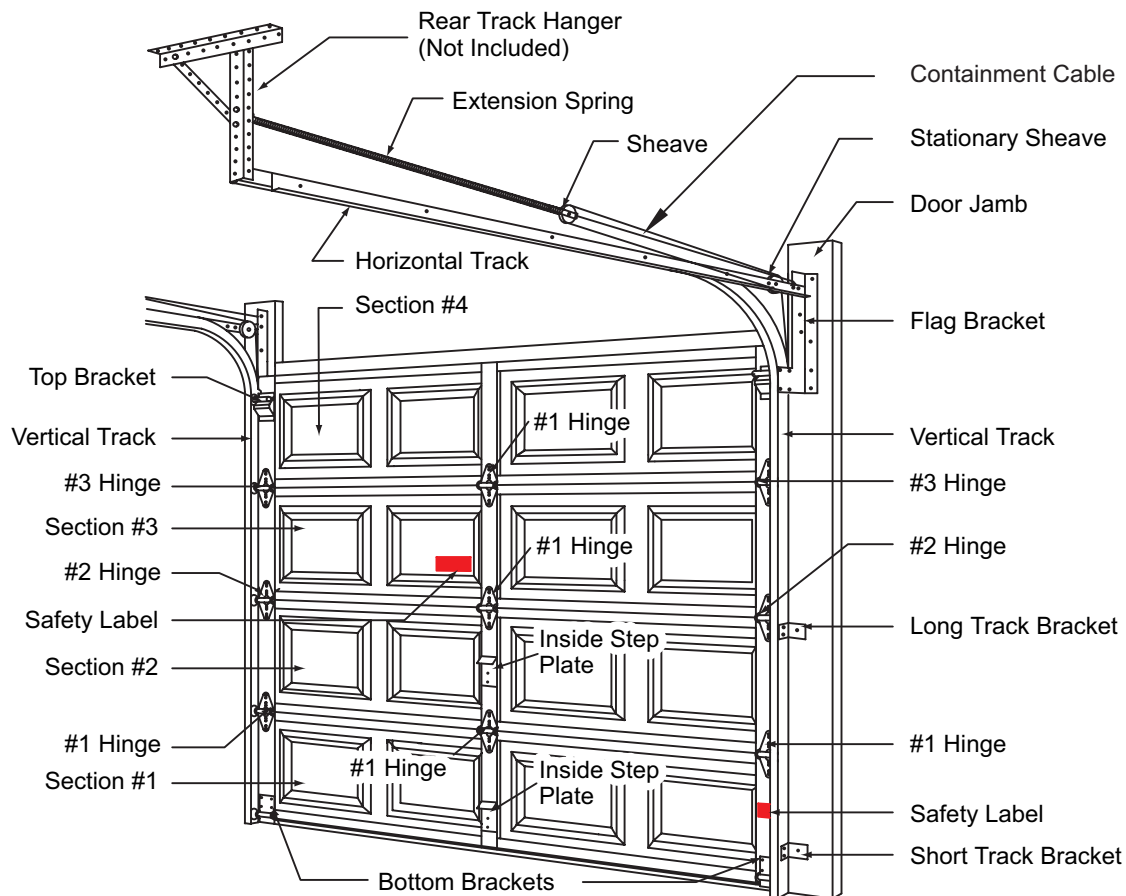 Rear Track Hanger
(Not Included)
Containment Cable
Extension Spring
Stationary Sheave
Sheave
Door Jamb
Horizontal Track
Section #4
Flag Bracket
Top Bracket
#1 Hinge
Vertical Track
Vertical Track
#3 Hinge
#3 Hinge
Section #3
#1 Hinge
#2 Hinge
#2 Hinge
Safety Label
Long Track Bracket
Inside Step
Plate
Section #2
#1 Hinge
#1 Hinge
#1 Hinge
Section #1
Inside Step
Plate
Safety Label
Short Track Bracket
Bottom Brackets